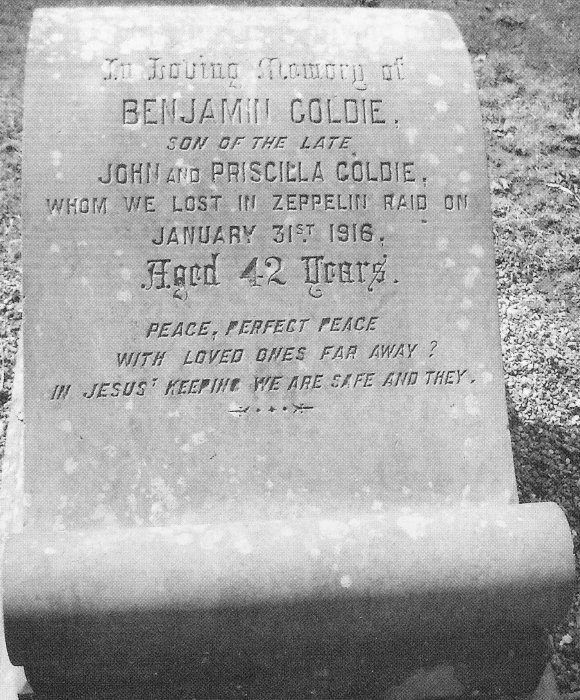 In Loving Memory of
BENJAMIN GOLDIE,
SON OF THE LATE
JOHN AND PRISCILLA GOLDIE,
WHOM WE LOST IN ZEPPELIN RAID ON
JANUARY 31ST. 1916,
Aged 42 Years.
PEACE, PERFECT PEACE
WITH LOVED ONES FAR AWAY?
IN JESUS' KEEPING WE ARE SAFE AND THEY.